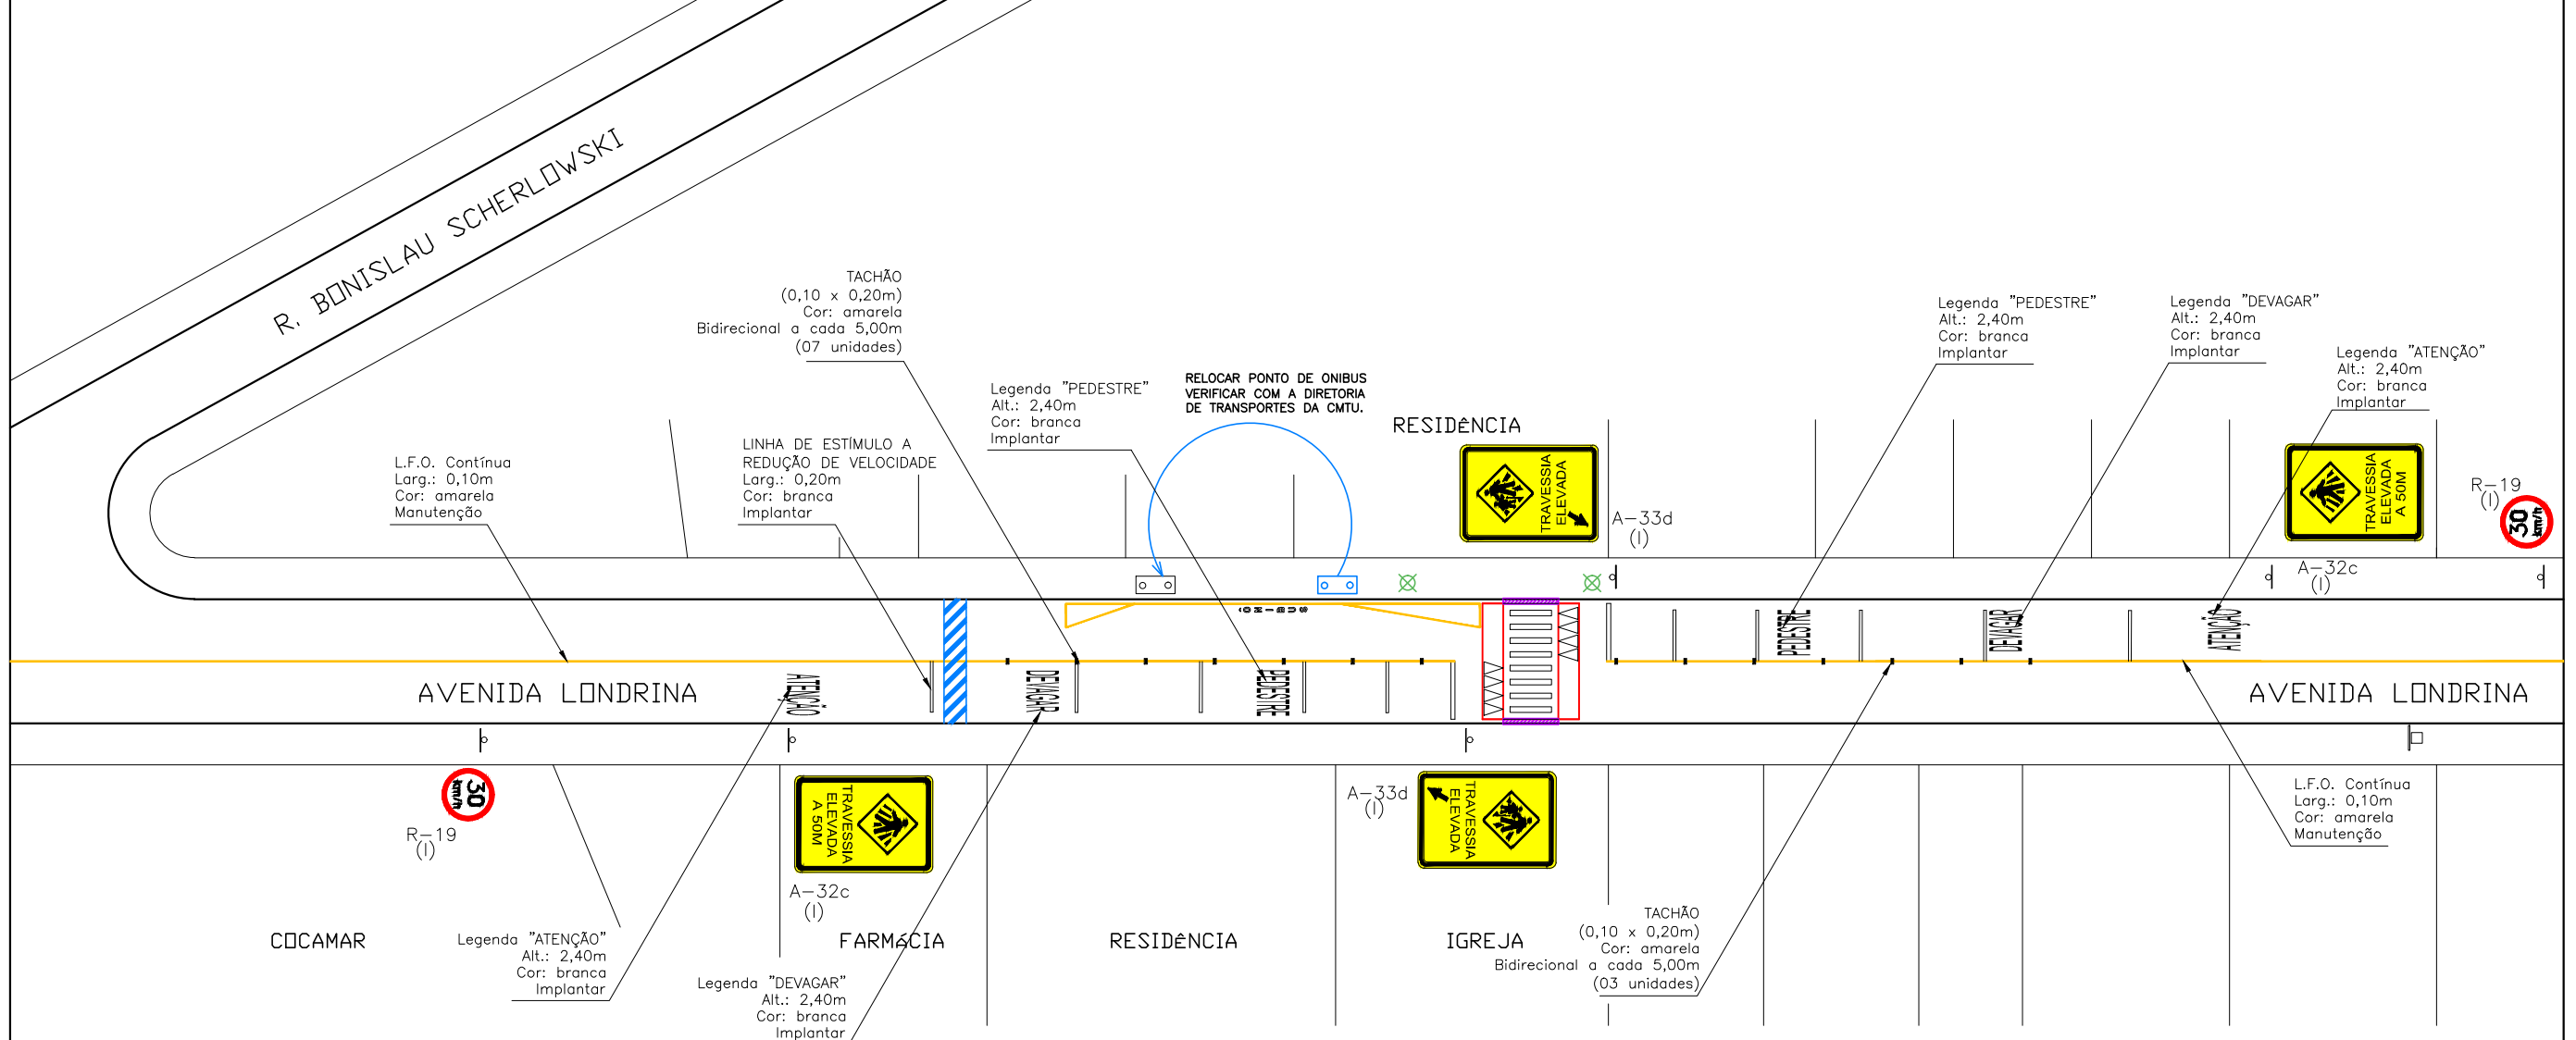 R. BONISLAU SCHERLOWSKI
TACHÃO
(0,10 x 0,20m)
Cor: amarela
Bidirecional a cada 5,00m
(07 unidades)
Legenda "PEDESTRE"
Alt.: 2,40m
Cor: branca
Implantar
Legenda "DEVAGAR"
Alt.: 2,40m
Cor: branca
Implantar
Legenda "ATENÇÃO"
Alt.: 2,40m
Cor: branca
Implantar
Legenda "PEDESTRE"
Alt.: 2,40m
Cor: branca
Implantar
RELOCAR PONTO DE ONIBUS
VERIFICAR COM A DIRETORIA
DE TRANSPORTES DA CMTU.
RESIDÊNCIA
L.F.O. Contínua
Larg.: 0,10m
Cor: amarela
Manutenção
LINHA DE ESTÍMULO A
REDUÇÃO DE VELOCIDADE
Larg.: 0,20m
Cor: branca
Implantar
TRAVESSIA
ELEVADA
A-33d
(I)
TRAVESSIA
ELEVADA
A 50M
A-32c
(I)
R-19
(I)
30
km/h
ÔNIBUS
PEDESTRE
DEVAGAR
ATENÇÃO
AVENIDA LONDRINA
ATENÇÃO
DEVAGAR
PEDESTRE
AVENIDA LONDRINA
30
km/h
R-19
(I)
TRAVESSIA
ELEVADA
A 50M
A-32c
(I)
A-33d
(I)
TRAVESSIA
ELEVADA
L.F.O. Contínua
Larg.: 0,10m
Cor: amarela
Manutenção
COCAMAR
Legenda "ATENÇÃO"
Alt.: 2,40m
Cor: branca
Implantar
FARMÁCIA
Legenda "DEVAGAR"
Alt.: 2,40m
Cor: branca
Implantar
RESIDÊNCIA
IGREJA
TACHÃO
(0,10 x 0,20m)
Cor: amarela
Bidirecional a cada 5,00m
(03 unidades)